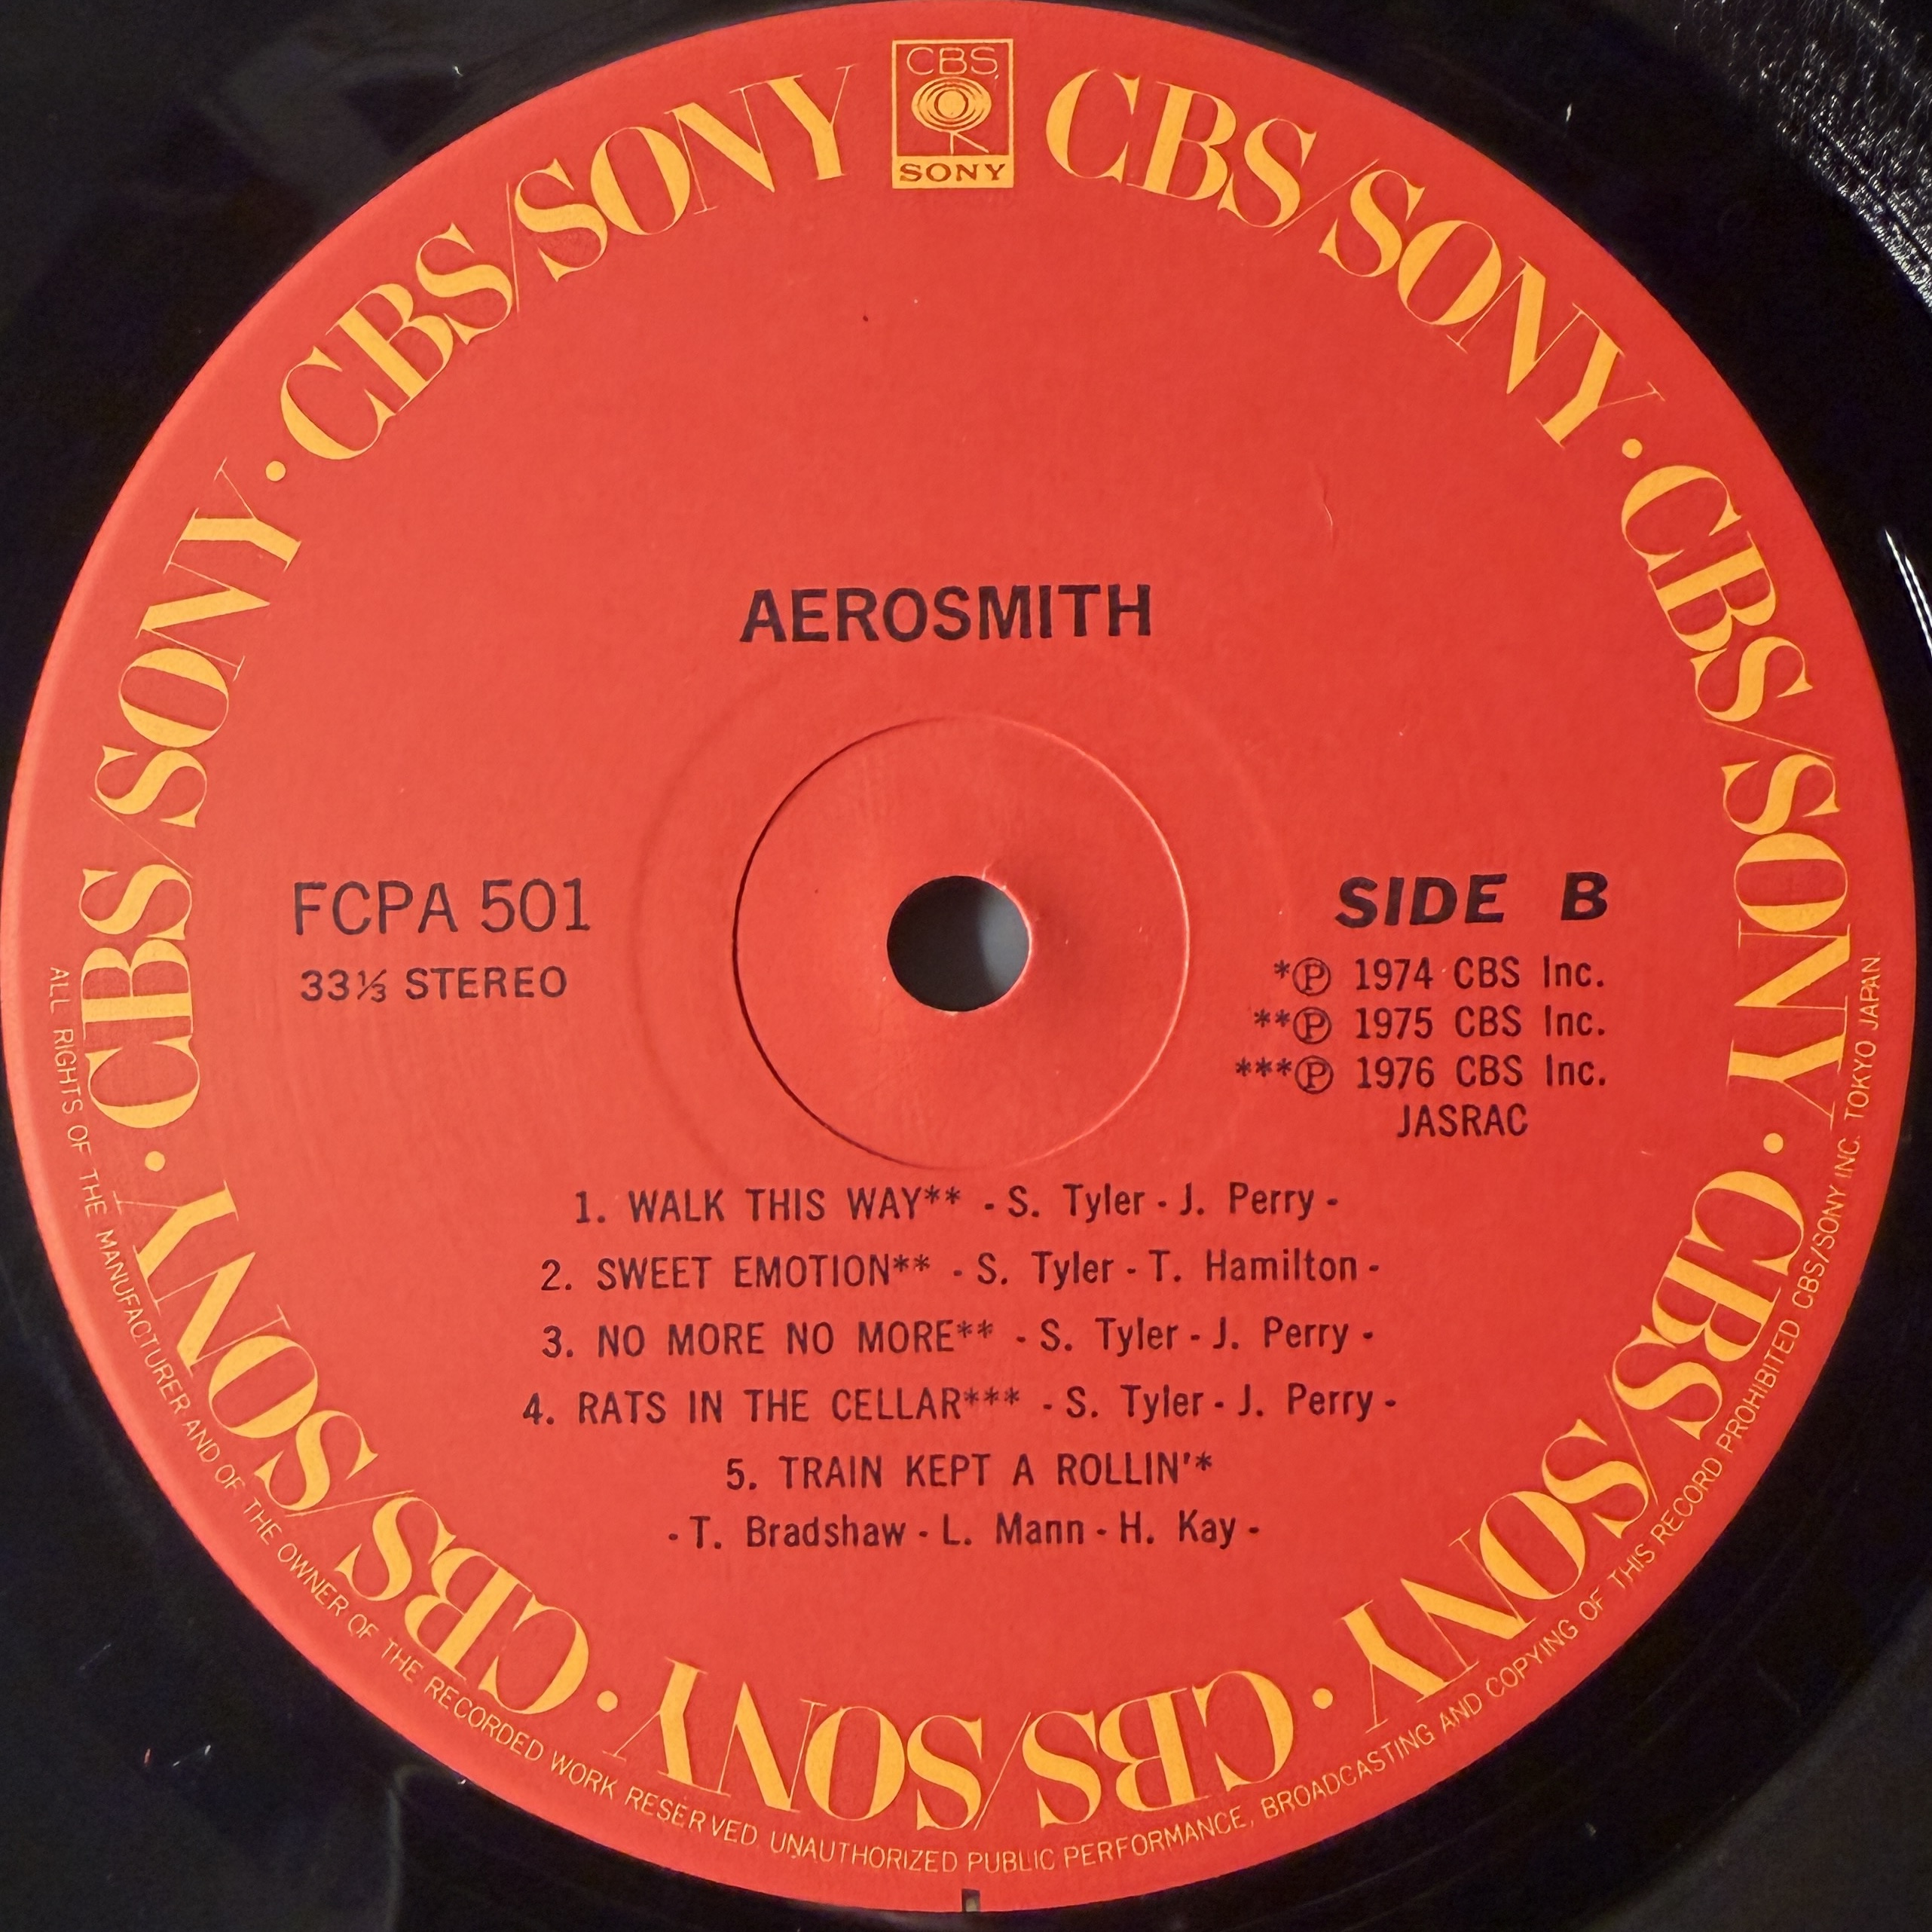 CBS
SONY
CBS/SONY · CBS/SONY · CBS/SONY · CBS/SONY · CBS/SONY · CBS/SONY · CBS/SONY
AEROSMITH
FCPA 501
33⅓ STEREO
SIDE B
*℗ 1974 CBS Inc.
**℗ 1975 CBS Inc.
***℗ 1976 CBS Inc.
JASRAC
1. WALK THIS WAY** - S. Tyler - J. Perry -
2. SWEET EMOTION** - S. Tyler - T. Hamilton -
3. NO MORE NO MORE** - S. Tyler - J. Perry -
4. RATS IN THE CELLAR*** - S. Tyler - J. Perry -
5. TRAIN KEPT A ROLLIN'*
- T. Bradshaw - L. Mann - H. Kay -
ALL RIGHTS OF THE MANUFACTURER AND OF THE OWNER OF THE RECORDED WORK RESERVED UNAUTHORIZED PUBLIC PERFORMANCE, BROADCASTING AND COPYING OF THIS RECORD PROHIBITED CBS/SONY INC. TOKYO JAPAN